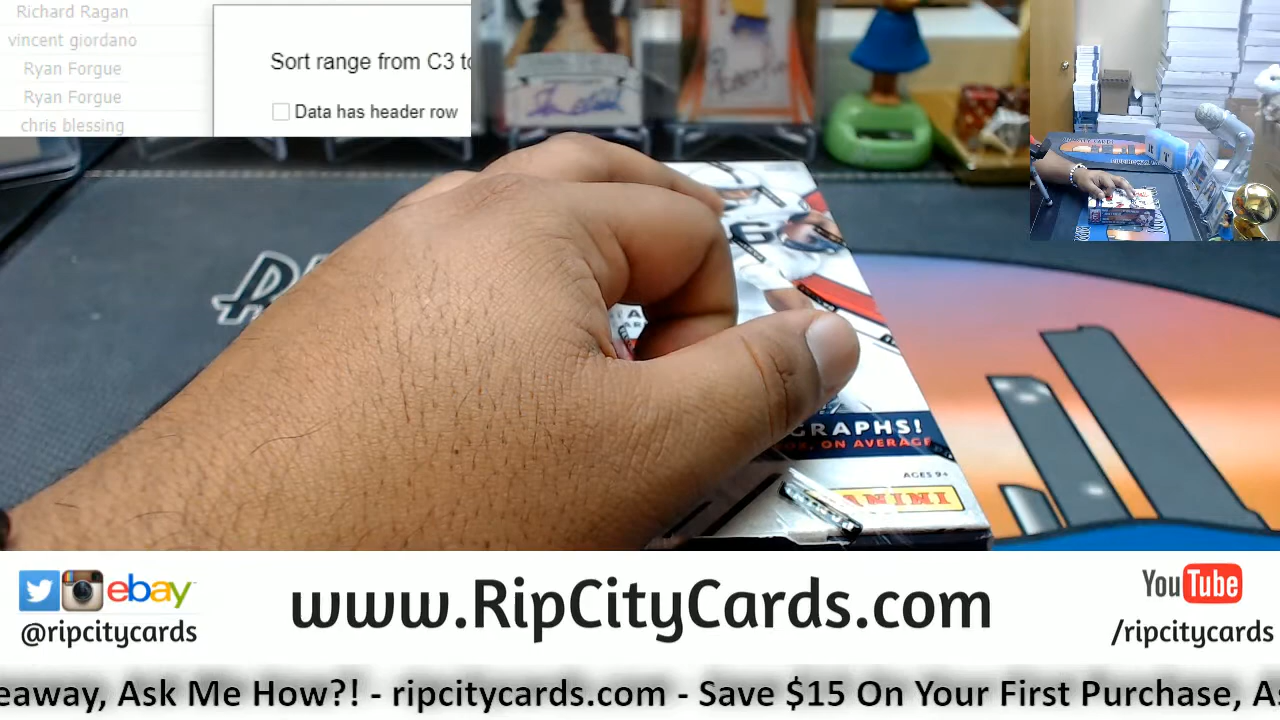 Richard Ragan
vincent giordano
Ryan Forgue
Ryan Forgue
chris blessing
Sort range from C3 to
Data has header row
GRAPHS!
ON AVERAGE
AGES 9+
PANINI
ebay
@ripcitycards
www.RipCityCards.com
YouTube
/ripcitycards
eaway, Ask Me How?! - ripcitycards.com - Save $15 On Your First Purchase, As